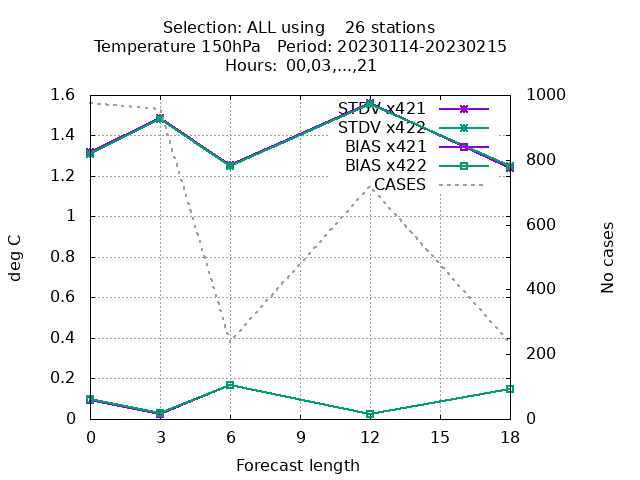 Selection: ALL using 26 stations
Temperature 150hPa Period: 20230114-20230215
Hours: 00,03,...,21
1.6
1.4
1.2
1
0.8
0.6
0.4
0.2
0
deg C
STDV x421
STDV x422
BIAS x421
BIAS x422
CASES
1000
800
600
400
200
0
No cases
0 3 6 9 12 15 18
Forecast length